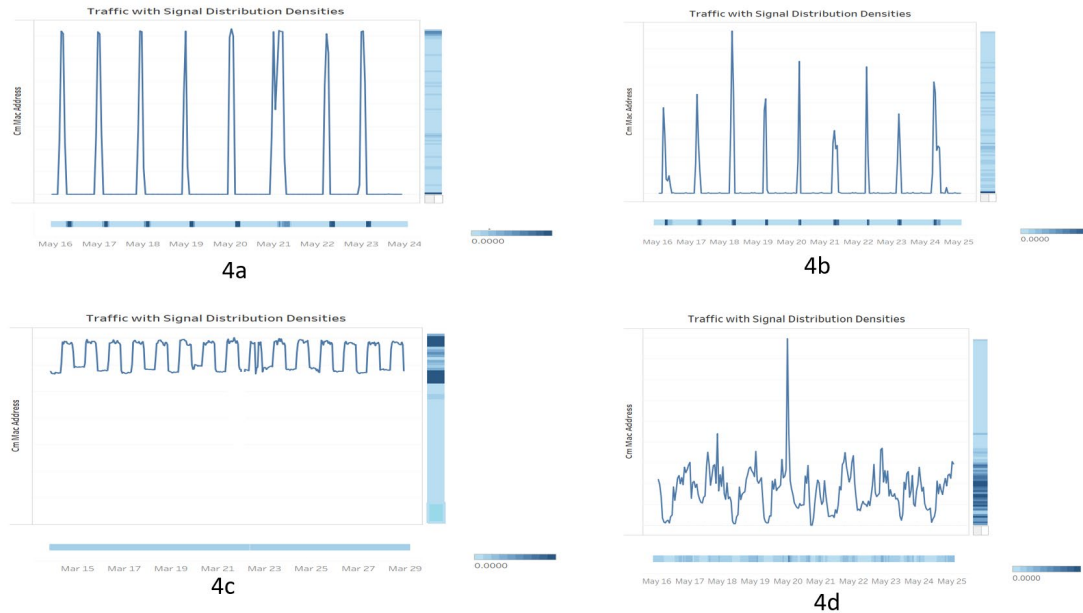 Traffic with Signal Distribution Densities
Cm Mac Address
May 16 May 17 May 18 May 19 May 20 May 21 May 22 May 23 May 24
0.0000
4a
Traffic with Signal Distribution Densities
Cm Mac Address
May 16 May 17 May 18 May 19 May 20 May 21 May 22 May 23 May 24 May 25
0.0000
4b
Traffic with Signal Distribution Densities
Cm Mac Address
Mar 15 Mar 17 Mar 19 Mar 21 Mar 23 Mar 25 Mar 27 Mar 29
0.0000
4c
Traffic with Signal Distribution Densities
Cm Mac Address
May 16 May 17 May 18 May 19 May 20 May 21 May 22 May 23 May 24 May 25
0.0000
4d